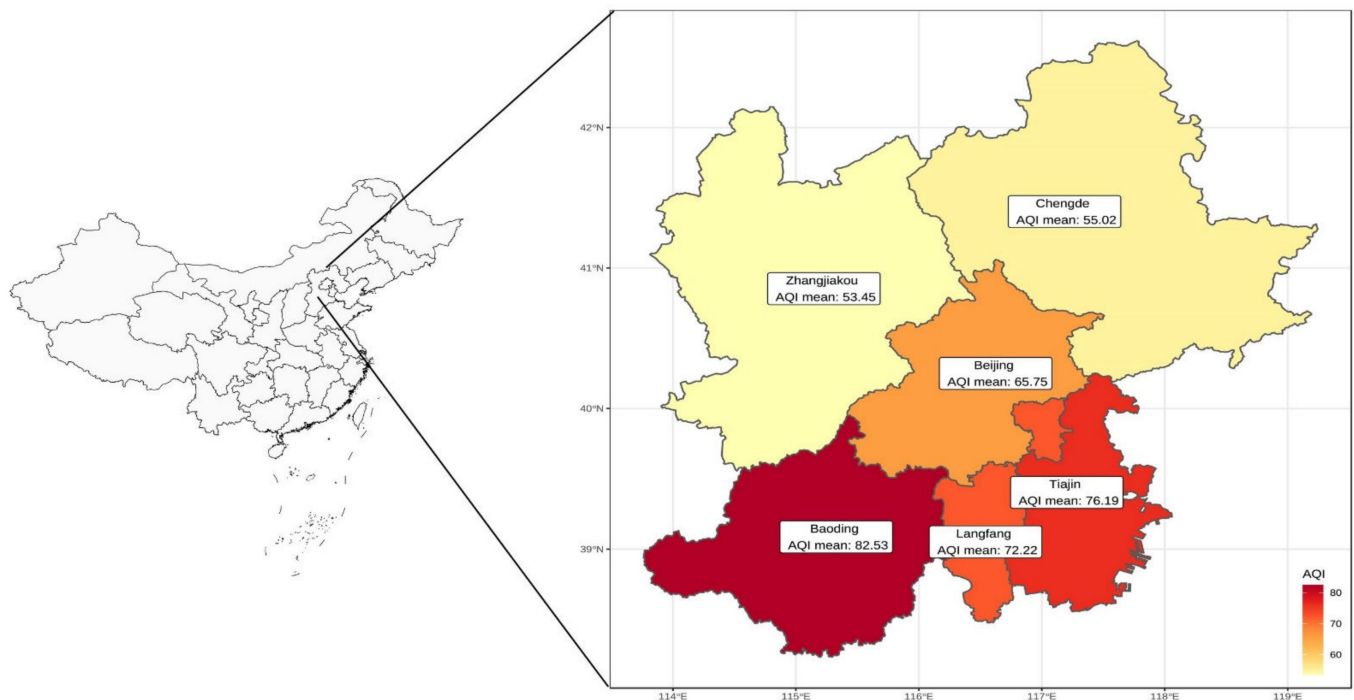 42°N
41°N
40°N
39°N
Chengde
AQI mean: 55.02
Zhangjiakou
AQI mean: 53.45
Beijing
AQI mean: 65.75
Tiajin
AQI mean: 76.19
Baoding
AQI mean: 82.53
Langfang
AQI mean: 72.22
AQI
80
70
60
114°E
115°E
116°E
117°E
118°E
119°E